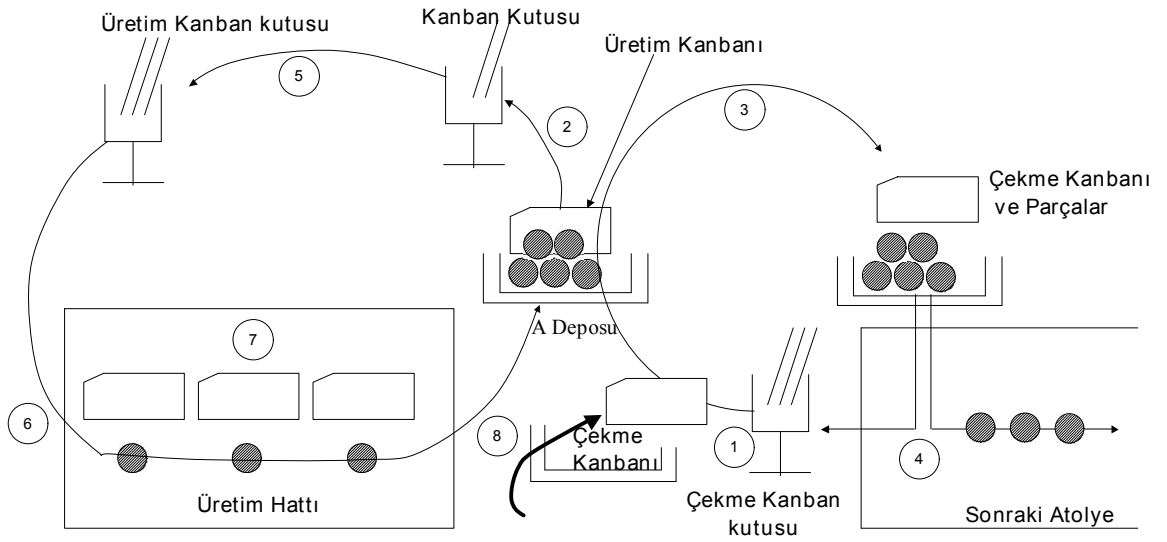 Üretim Kanban kutusu
Kanban Kutusu
Üretim Kanbanı
5
2
3
Çekme Kanbanı
ve Parçalar
A Deposu
7
6
8
Çekme
Kanbanı
1
4
Üretim Hattı
Çekme Kanban
kutusu
Sonraki Atolye